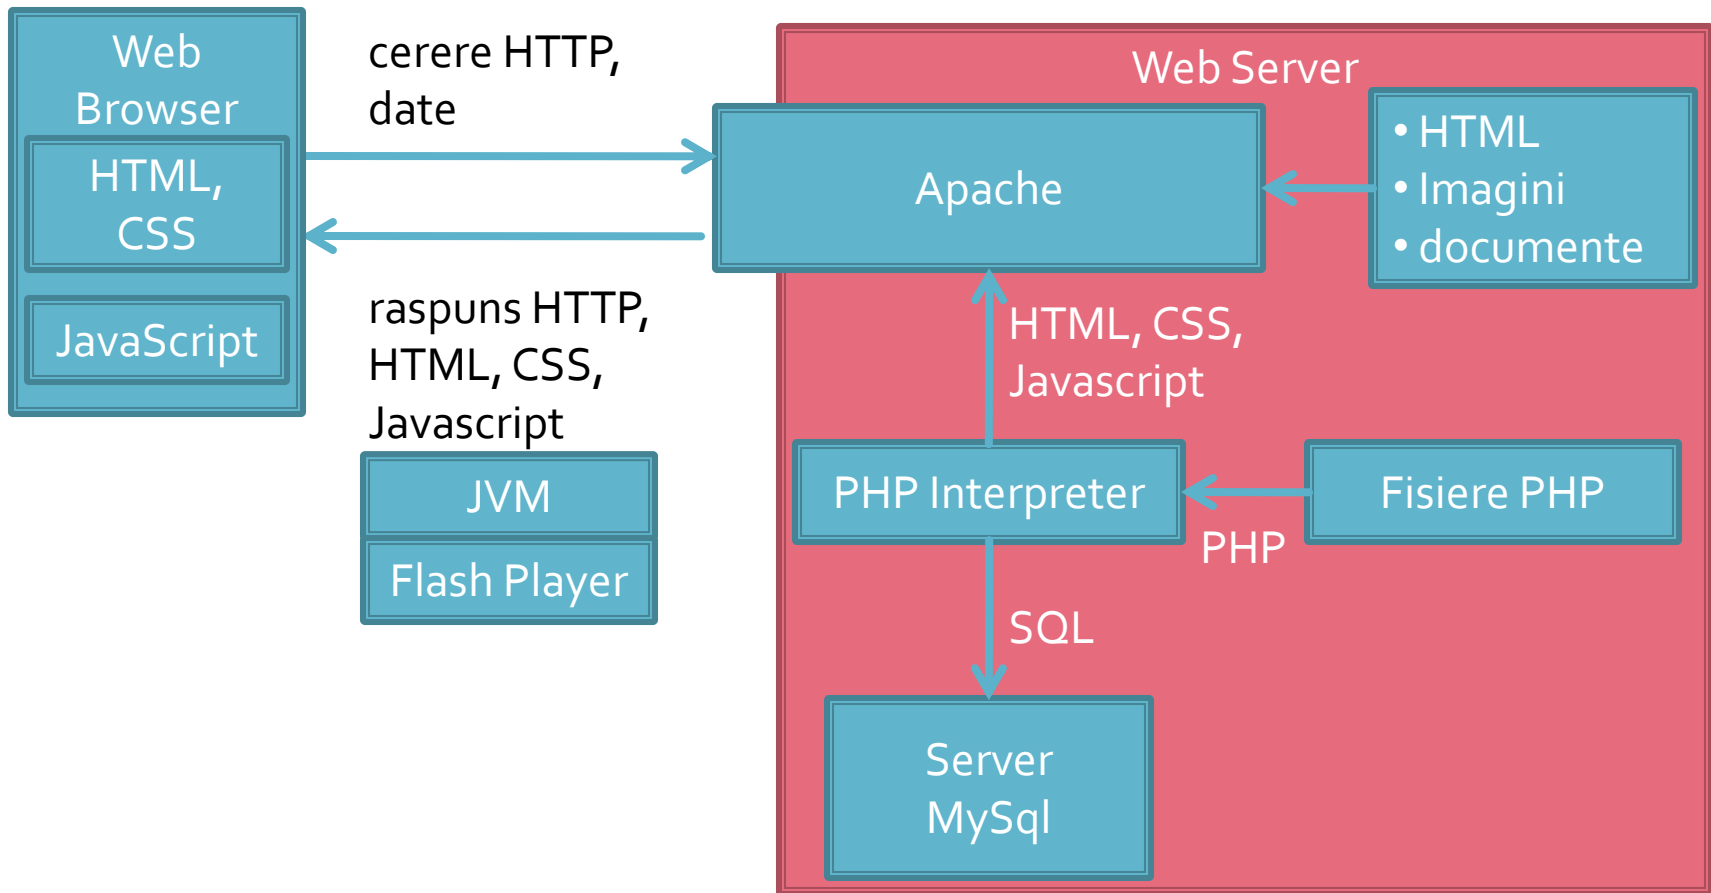 Web
Browser
HTML,
CSS
JavaScript
cerere HTTP,
date
raspuns HTTP,
HTML, CSS,
Javascript
JVM
Flash Player
Web Server
Apache
• HTML
• Imagini
• documente
HTML, CSS,
Javascript
PHP Interpreter
PHP
Fisiere PHP
SQL
Server
MySql